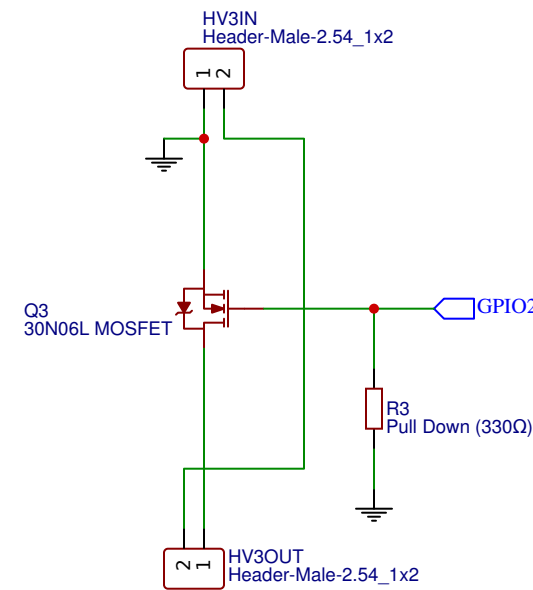 HV3IN
Header-Male-2.54_1x2
1 2
Q3
30N06L MOSFET
GPIO2
R3
Pull Down (330Ω)
2 1
HV3OUT
Header-Male-2.54_1x2